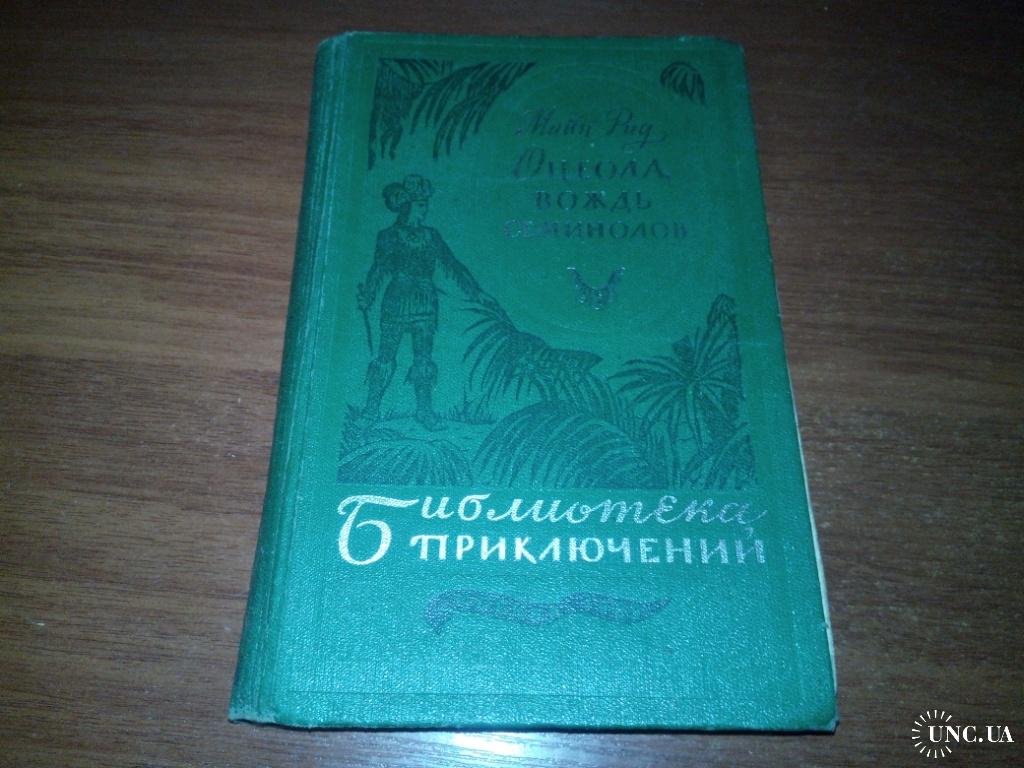 Майн Рид
Оцеола,
вождь
семинолов
Библиотека
приключений
UNC.UA